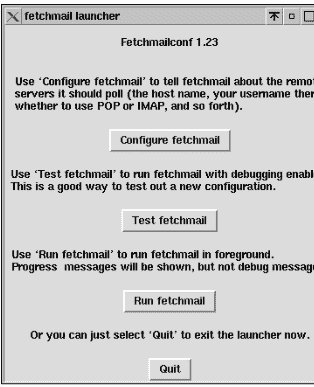 fetchmail launcher
Fetchmailconf 1.23
Use 'Configure fetchmail' to tell fetchmail about the remo
servers it should poll (the host name, your username ther
whether to use POP or IMAP, and so forth).
Configure fetchmail
Use 'Test fetchmail' to run fetchmail with debugging enabl
This is a good way to test out a new configuration.
Test fetchmail
Use 'Run fetchmail' to run fetchmail in foreground.
Progress messages will be shown, but not debug message
Run fetchmail
Or you can just select 'Quit' to exit the launcher now.
Quit